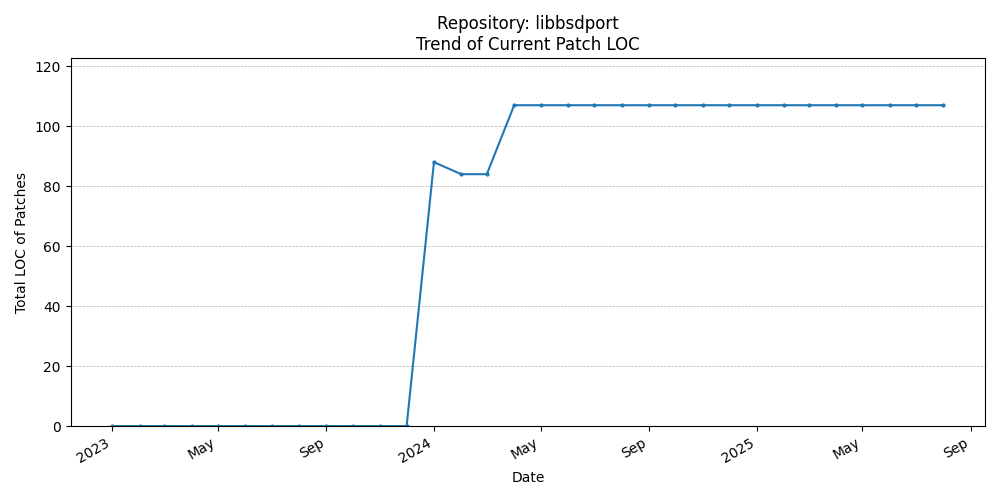 Repository: libbsdport
Trend of Current Patch LOC
120
100
80
60
40
20
0
Total LOC of Patches
2023
May
Sep
2024
May
Sep
2025
May
Sep
Date